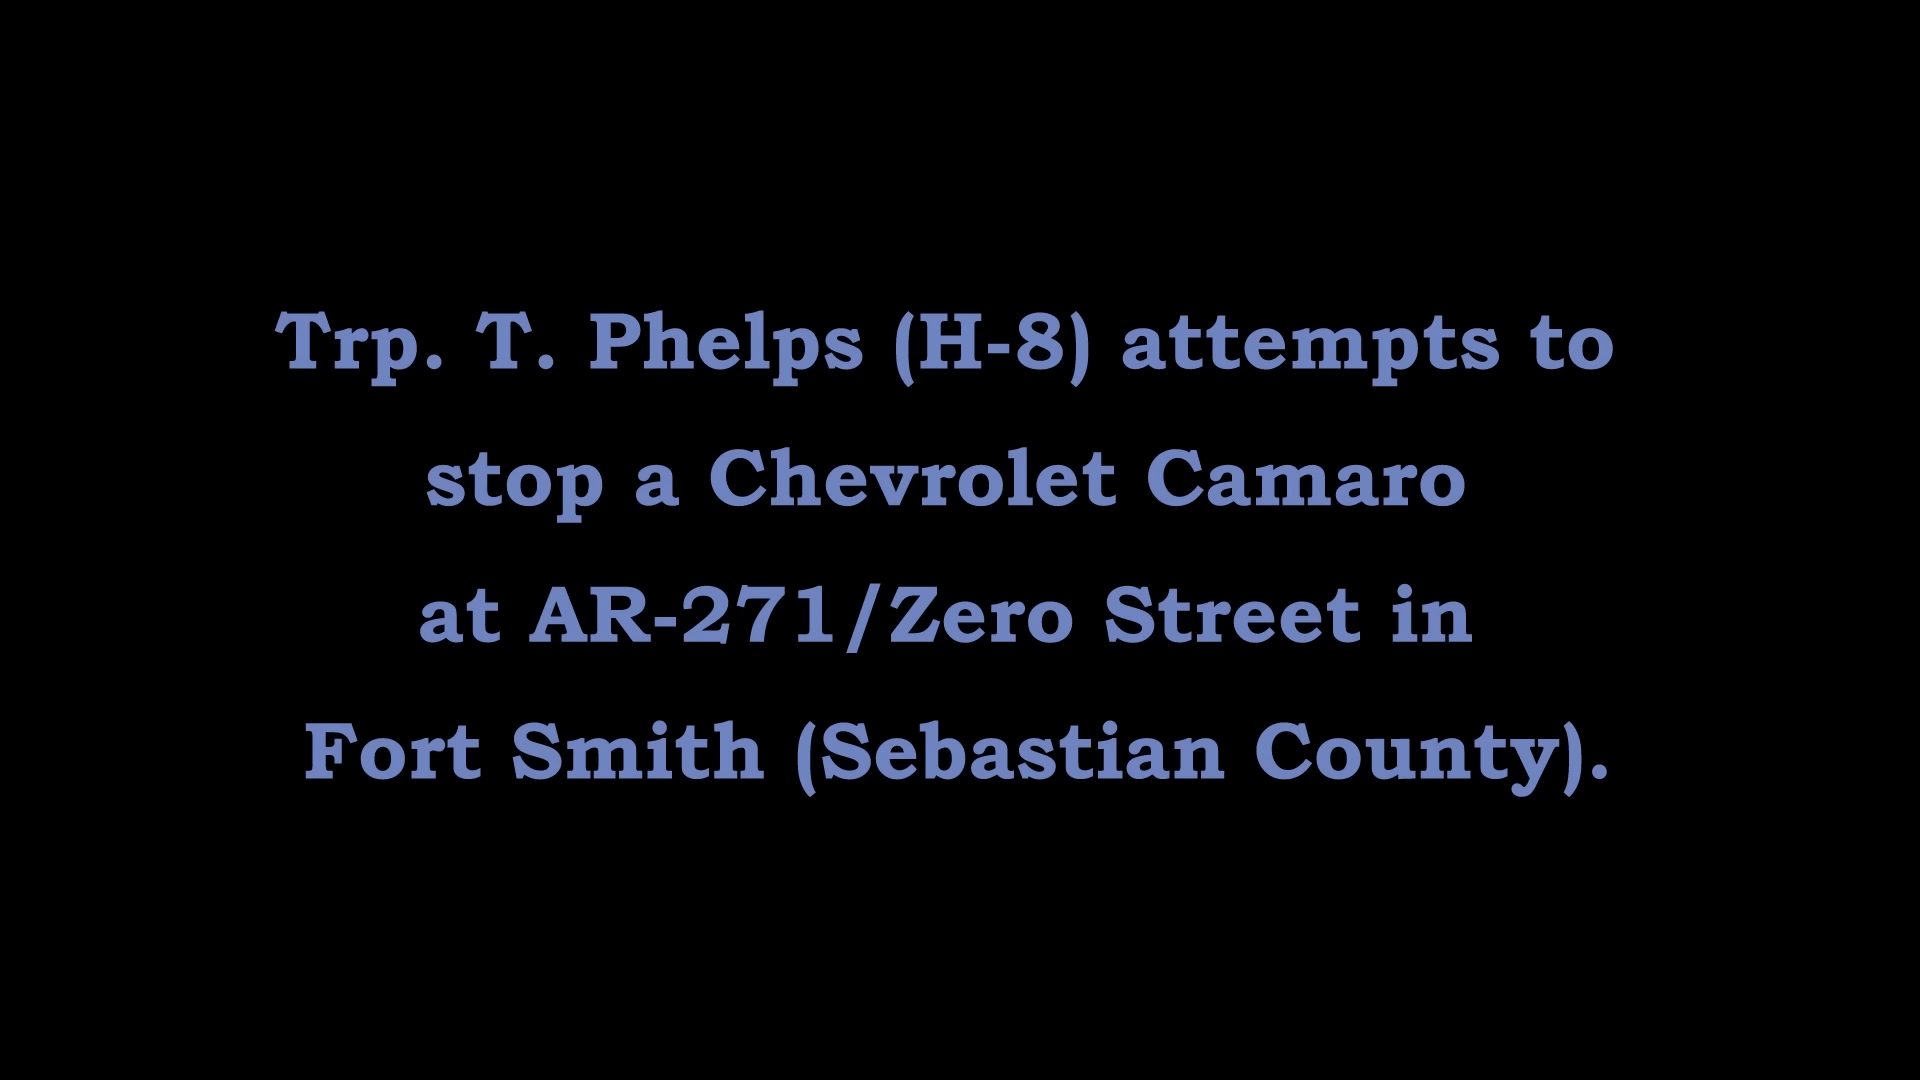 Trp. T. Phelps (H-8) attempts to
stop a Chevrolet Camaro
at AR-271/Zero Street in
Fort Smith (Sebastian County).